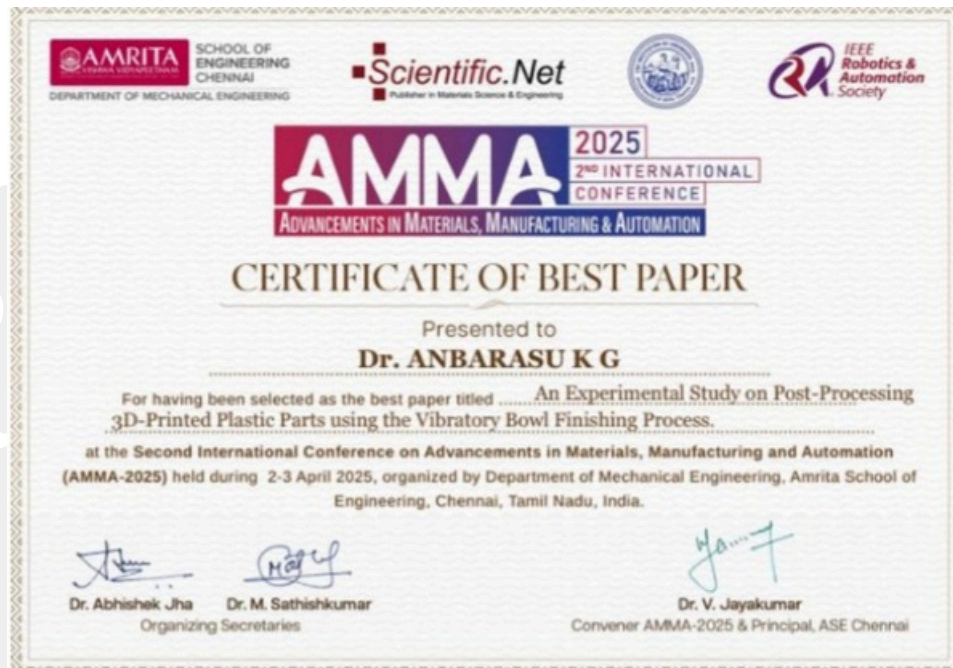 AMRITA
VISHWA VIDYAPEETHAM
SCHOOL OF
ENGINEERING
CHENNAI
DEPARTMENT OF MECHANICAL ENGINEERING
Scientific.Net
Publisher in Materials Science & Engineering
IEEE
Robotics &
Automation
Society
AMMA
2025
2ND INTERNATIONAL
CONFERENCE
ADVANCEMENTS IN MATERIALS, MANUFACTURING & AUTOMATION
CERTIFICATE OF BEST PAPER
Presented to
Dr. ANBARASU K G
For having been selected as the best paper titled An Experimental Study on Post-Processing
3D-Printed Plastic Parts using the Vibratory Bowl Finishing Process.
at the Second International Conference on Advancements in Materials, Manufacturing and Automation
(AMMA-2025) held during 2-3 April 2025, organized by Department of Mechanical Engineering, Amrita School of
Engineering, Chennai, Tamil Nadu, India.
Dr. Abhishek Jha
Dr. M. Sathishkumar
Organizing Secretaries
Dr. V. Jayakumar
Convener AMMA-2025 & Principal, ASE Chennai